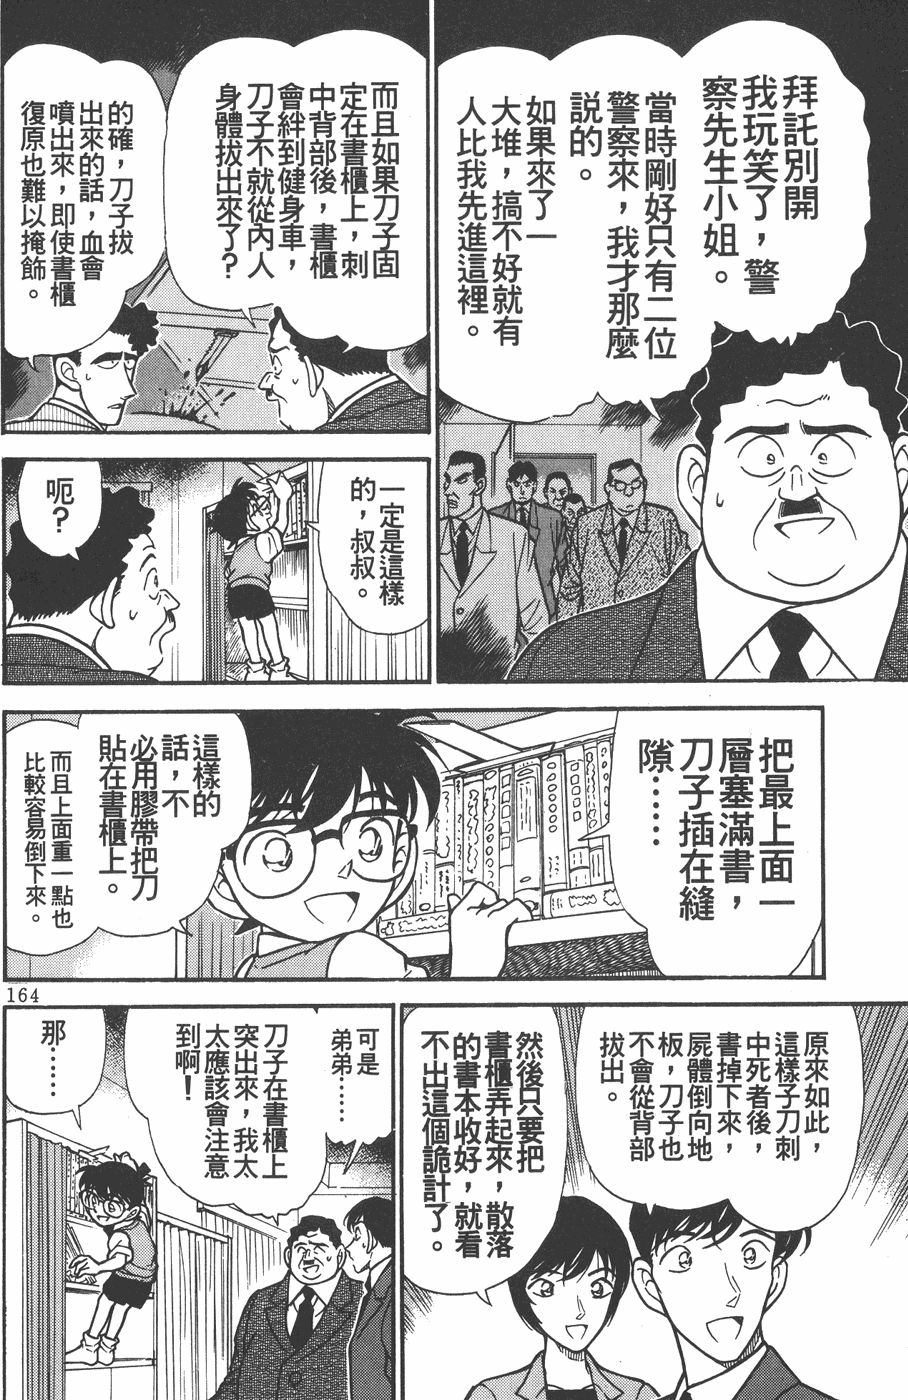 拜託別開
我玩笑了，警
察先生小姐。
當時剛好只有二位
警察來，我才那麼
說的。
如果來了一
大堆，搞不好就有
人比我先進這裡。
而且如果刀子固
定在書櫃上，刺
中背部後，書櫃
會絆到健身車，
刀子不就從內人
身體拔出來了？
的確，刀子拔
出來的話，血會
噴出來，即使書櫃
復原也難以掩飾。
一定是這樣
的，叔叔。
呃？
把最上面一
層塞滿書，
刀子插在縫
隙……
這樣的
話，不
必用膠帶把刀
貼在書櫃上。
而且上面重一點也
比較容易倒下來。
164
原來如此，
這樣子刀刺
中死者後，
書掉下來，
屍體倒向地
板，刀子也
不會從背部
拔出。
然後只要把
書櫃弄起來，散落
的書本收好，就看
不出這個詭計了。
可是
弟弟……
刀子在書櫃上
突出來，我太
太應該會注意
到啊！
那……